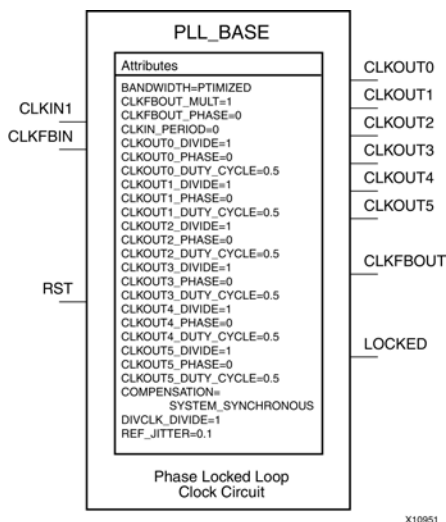 PLL_BASE
Attributes
BANDWIDTH=PTIMIZED
CLKFBOUT_MULT=1
CLKFBOUT_PHASE=0
CLKIN_PERIOD=0
CLKOUT0_DIVIDE=1
CLKOUT0_PHASE=0
CLKOUT0_DUTY_CYCLE=0.5
CLKOUT1_DIVIDE=1
CLKOUT1_PHASE=0
CLKOUT1_DUTY_CYCLE=0.5
CLKOUT2_DIVIDE=1
CLKOUT2_PHASE=0
CLKOUT2_DUTY_CYCLE=0.5
CLKOUT3_DIVIDE=1
CLKOUT3_PHASE=0
CLKOUT3_DUTY_CYCLE=0.5
CLKOUT4_DIVIDE=1
CLKOUT4_PHASE=0
CLKOUT4_DUTY_CYCLE=0.5
CLKOUT5_DIVIDE=1
CLKOUT5_PHASE=0
CLKOUT5_DUTY_CYCLE=0.5
COMPENSATION=
SYSTEM_SYNCHRONOUS
DIVCLK_DIVIDE=1
REF_JITTER=0.1
CLKIN1
CLKFBIN
RST
CLKOUT0
CLKOUT1
CLKOUT2
CLKOUT3
CLKOUT4
CLKOUT5
CLKFBOUT
LOCKED
Phase Locked Loop
Clock Circuit
X10951